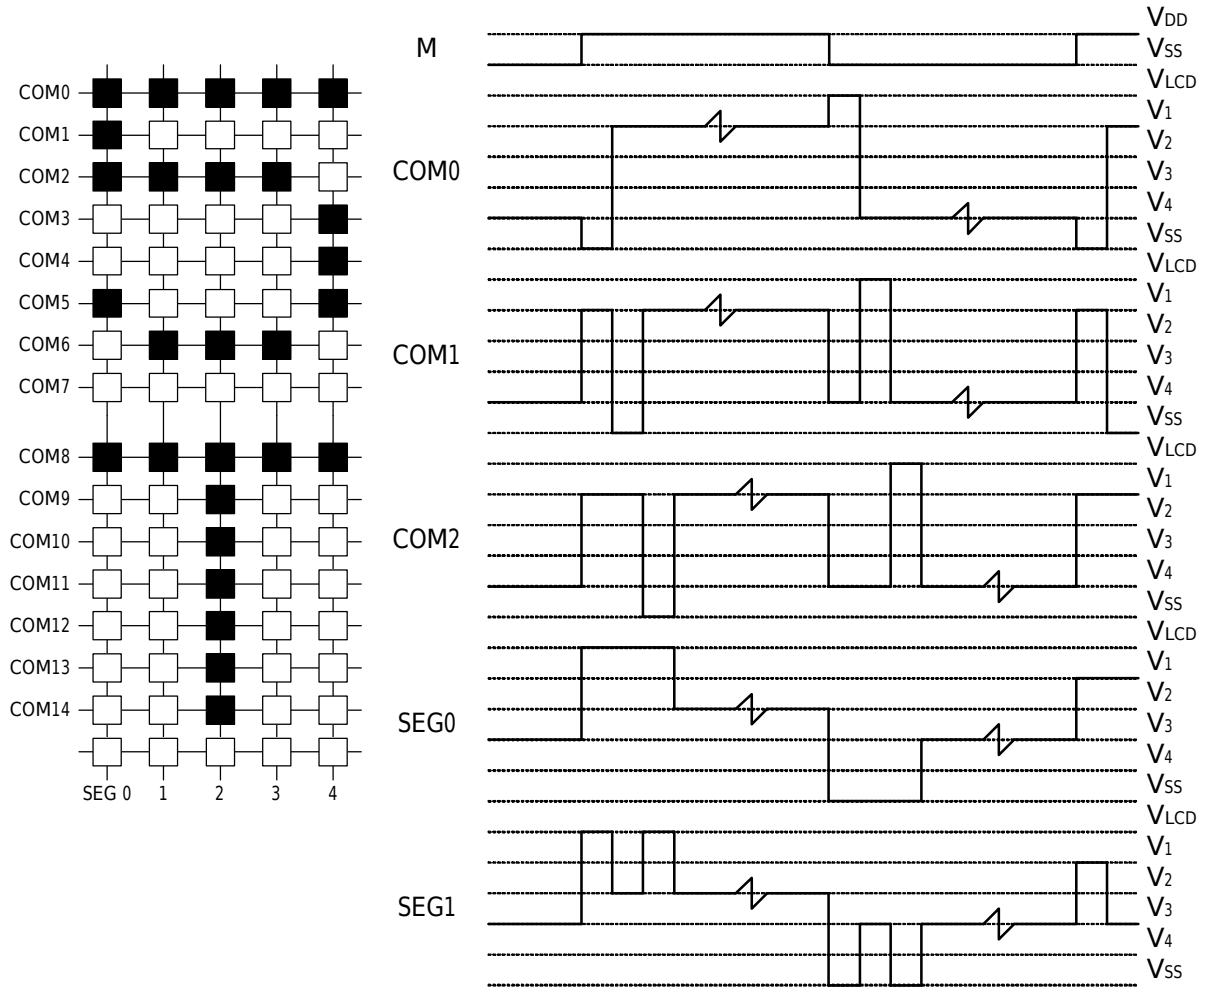 COM0
COM1
COM2
COM3
COM4
COM5
COM6
COM7
COM8
COM9
COM10
COM11
COM12
COM13
COM14
SEG 0 1 2 3 4
M
VDD
VSS
COM0
VLCD
V1
V2
V3
V4
VSS
COM1
VLCD
V1
V2
V3
V4
VSS
COM2
VLCD
V1
V2
V3
V4
VSS
SEG0
VLCD
V1
V2
V3
V4
VSS
SEG1
VLCD
V1
V2
V3
V4
VSS